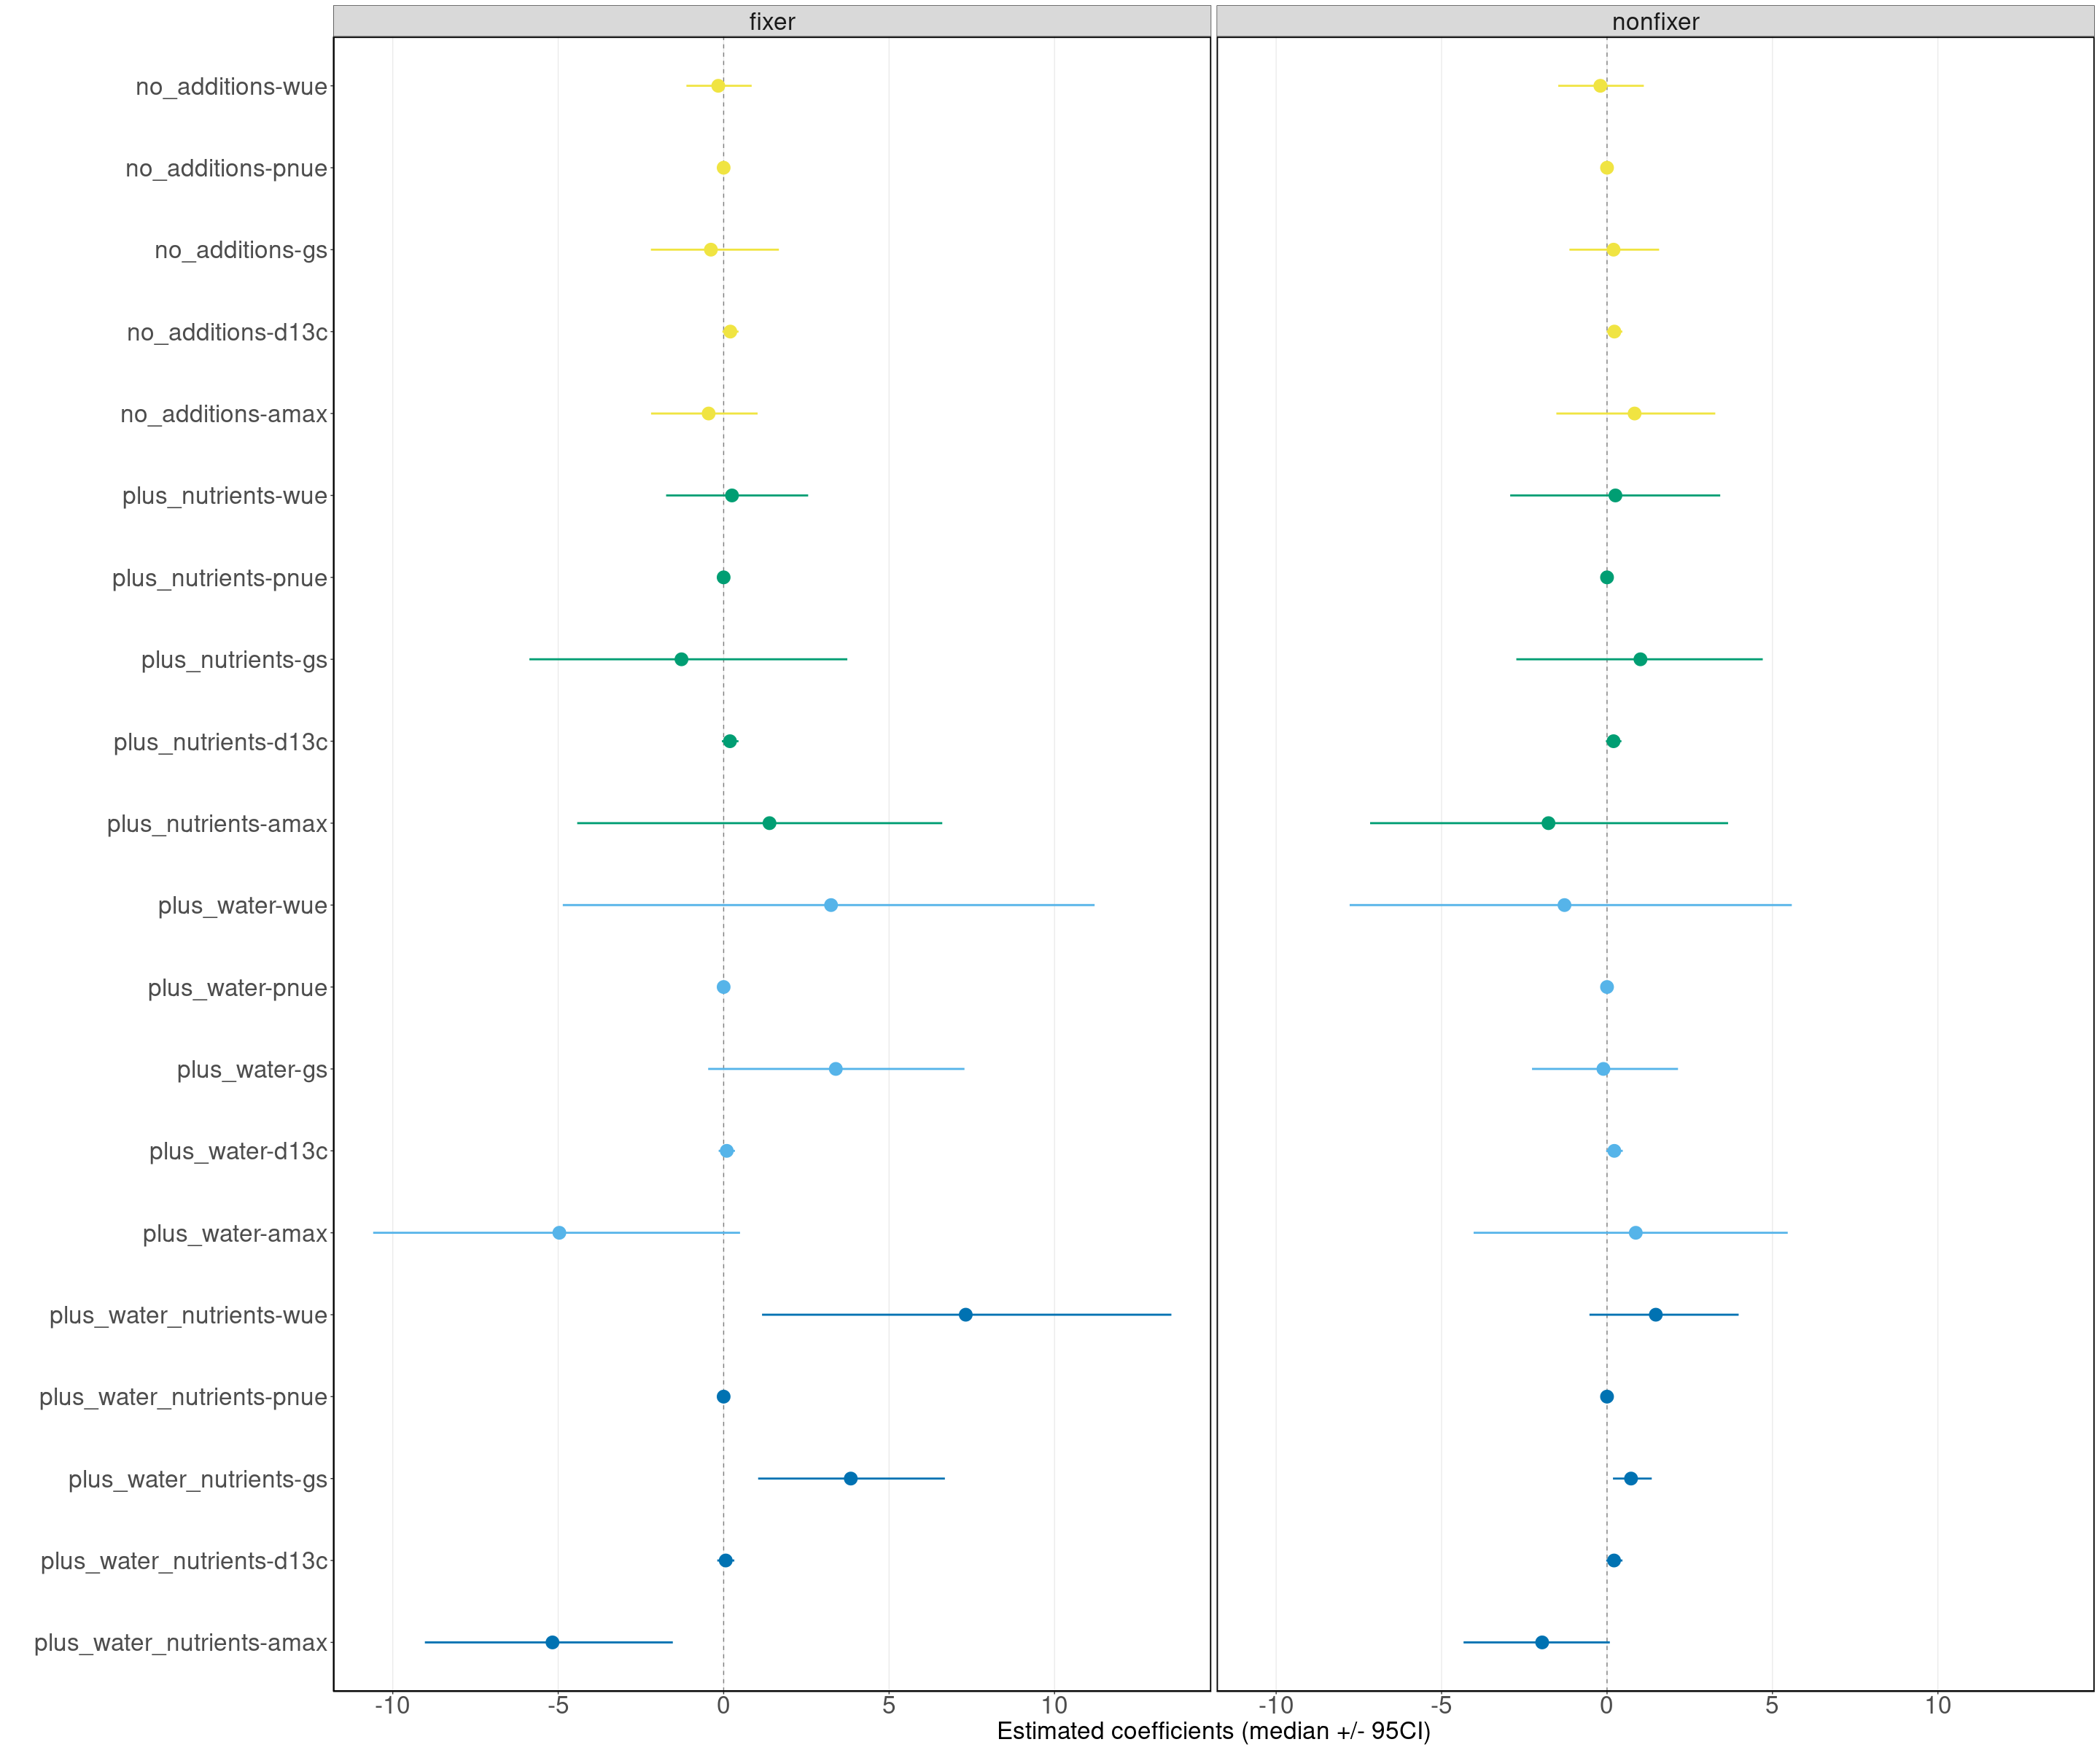 fixer
nonfixer
no_additions-wue
no_additions-pnue
no_additions-gs
no_additions-d13c
no_additions-amax
plus_nutrients-wue
plus_nutrients-pnue
plus_nutrients-gs
plus_nutrients-d13c
plus_nutrients-amax
plus_water-wue
plus_water-pnue
plus_water-gs
plus_water-d13c
plus_water-amax
plus_water_nutrients-wue
plus_water_nutrients-pnue
plus_water_nutrients-gs
plus_water_nutrients-d13c
plus_water_nutrients-amax
-10 -5 0 5 10
-10 -5 0 5 10
Estimated coefficients (median +/- 95CI)